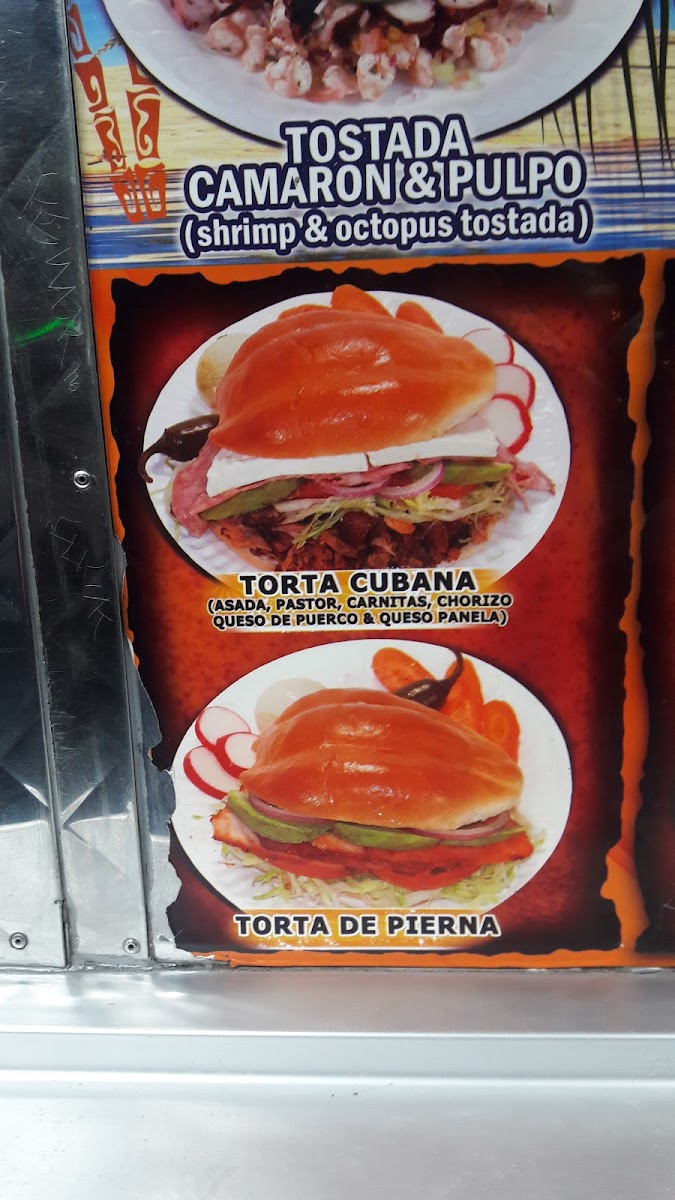 TOSTADA
CAMARON & PULPO
(shrimp & octopus tostada)
TORTA CUBANA
(ASADA, PASTOR, CARNITAS, CHORIZO
QUESO DE PUERCO & QUESO PANELA)
TORTA DE PIERNA